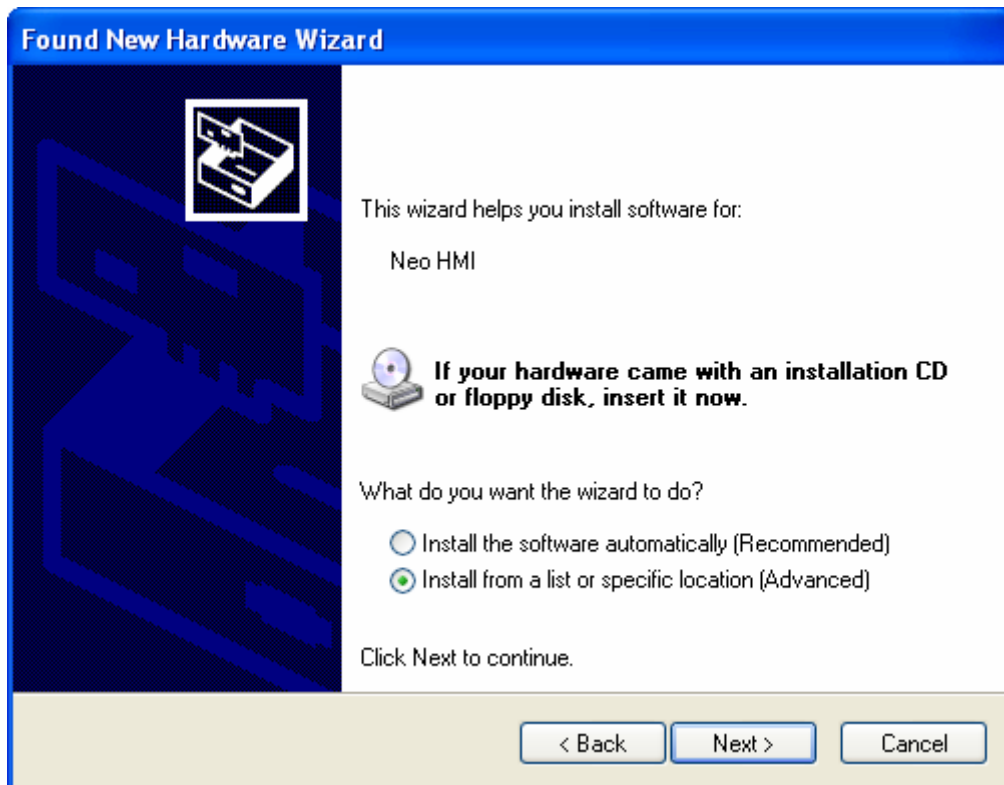 Found New Hardware Wizard
This wizard helps you install software for:
Neo HMI
If your hardware came with an installation CD
or floppy disk, insert it now.
What do you want the wizard to do?
Install the software automatically (Recommended)
Install from a list or specific location (Advanced)
Click Next to continue.
< Back Next > Cancel